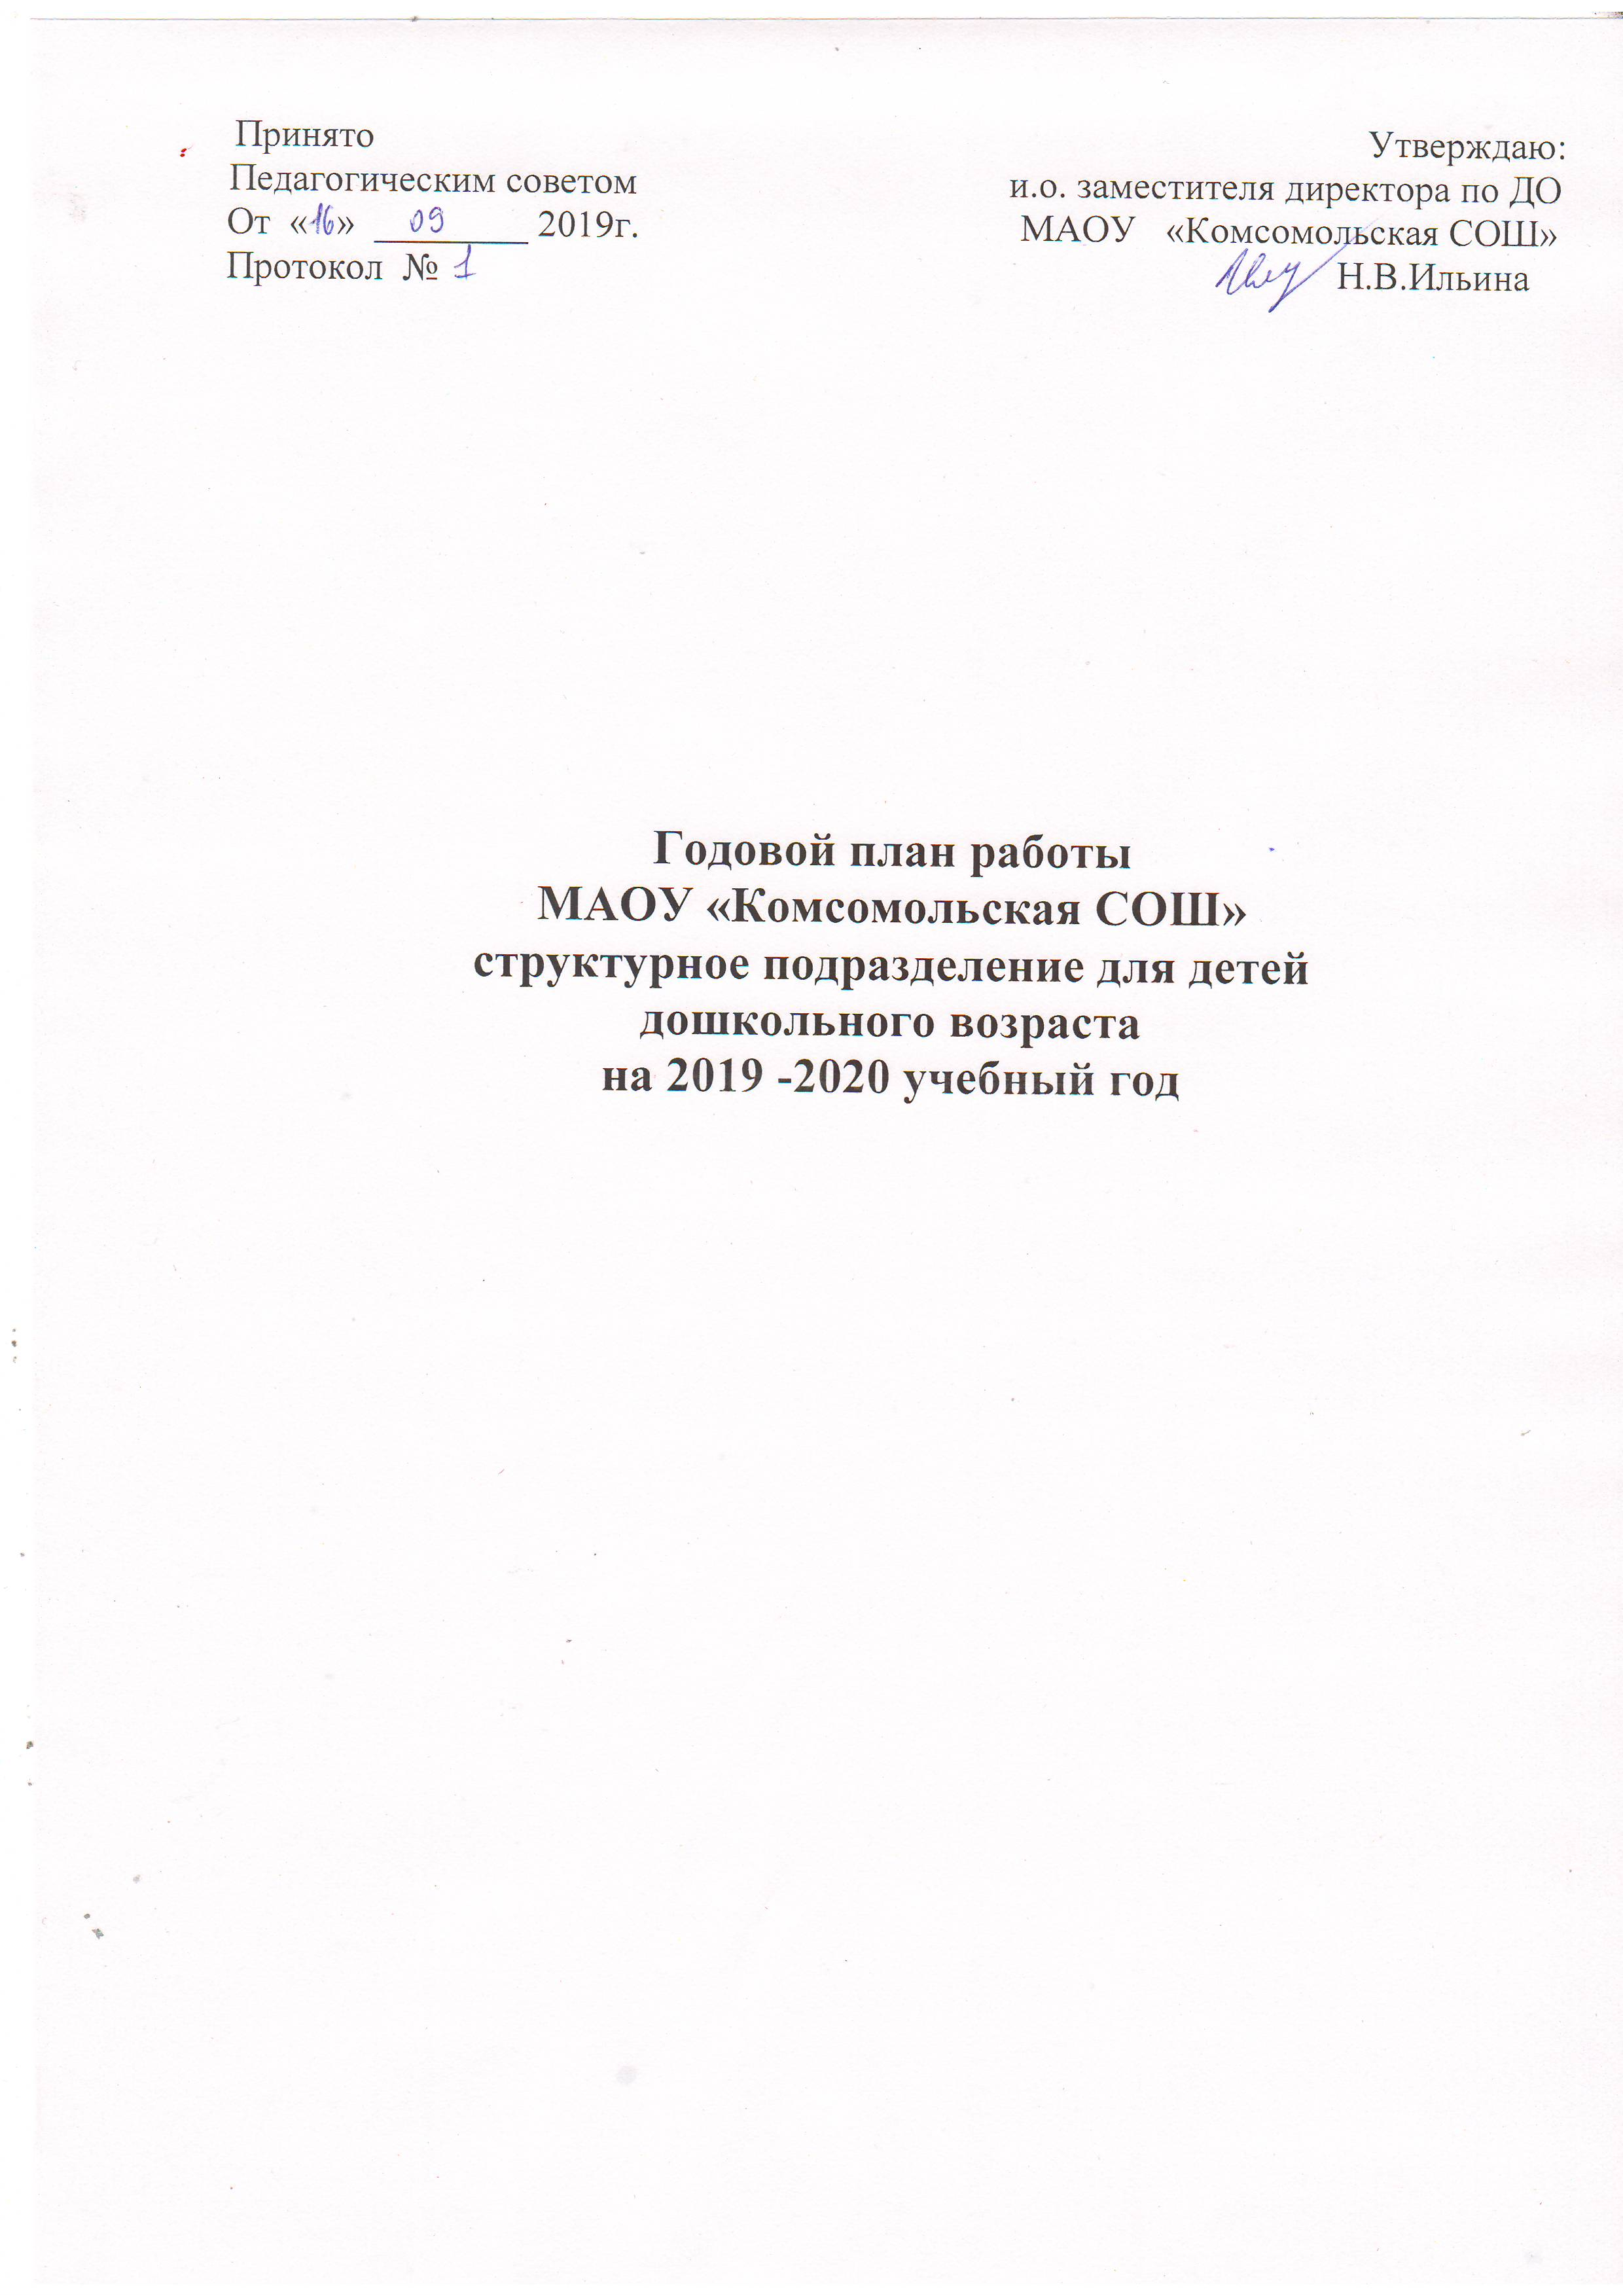 Принято
Педагогическим советом
От «16» 09 2019г.
Протокол № 1
Утверждаю:
и.о. заместителя директора по ДО
МАОУ «Комсомольская СОШ»
Н.В.Ильина
Годовой план работы
МАОУ «Комсомольская СОШ»
структурное подразделение для детей
дошкольного возраста
на 2019 -2020 учебный год